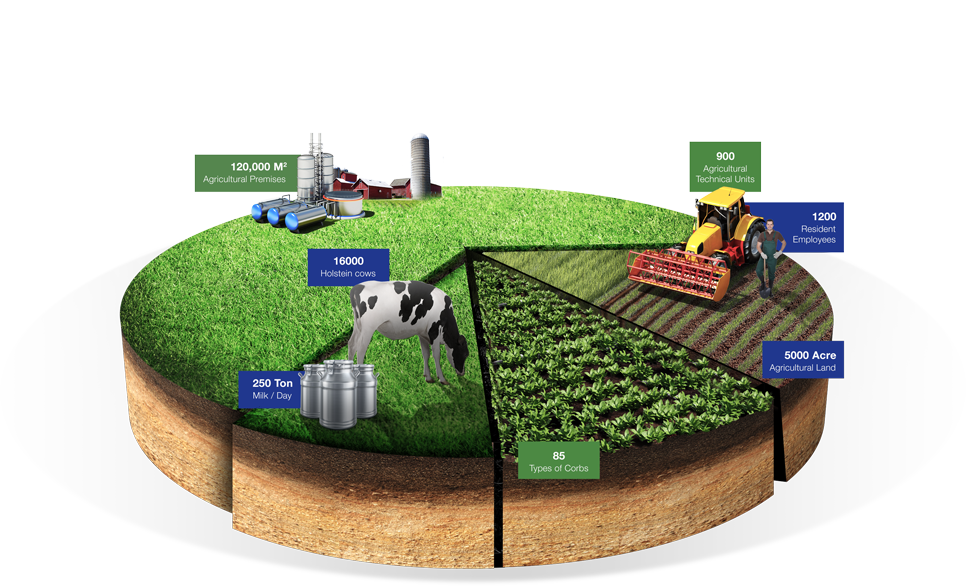 120,000 M²
Agricultural Premises
900
Agricultural
Technical Units
1200
Resident
Employees
16000
Holstein cows
5000 Acre
Agricultural Land
250 Ton
Milk / Day
85
Types of Corbs